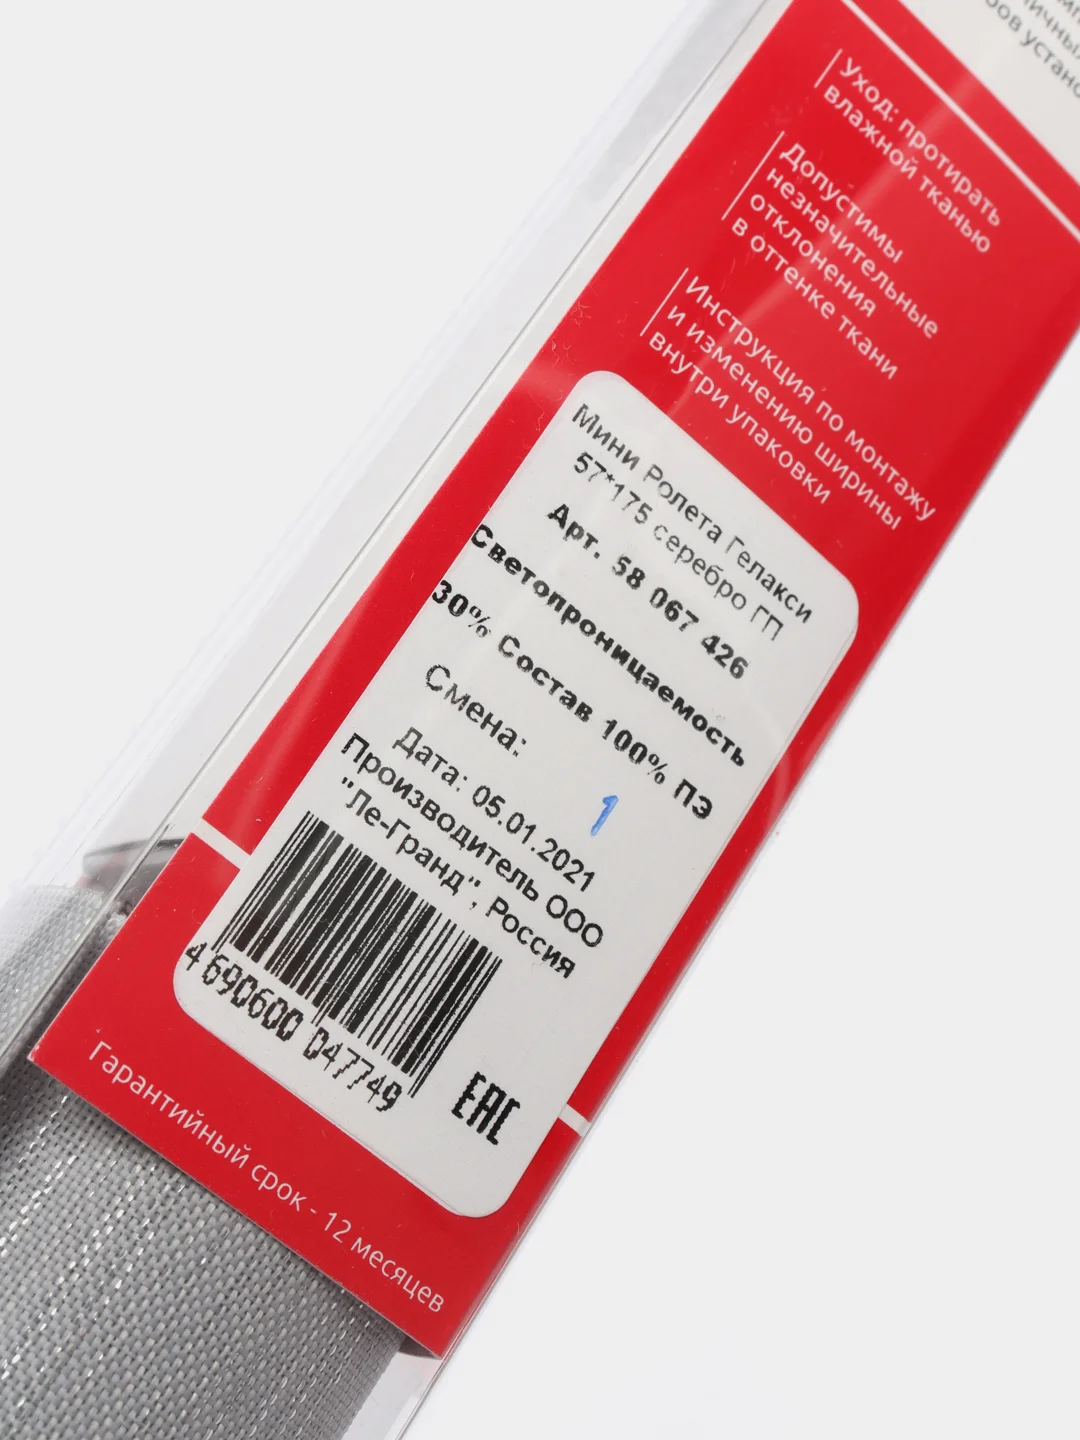 Уход: протирать
влажной тканью
Допустимы
незначительные
отклонения
в оттенке ткани
Инструкция по монтажу
и изменению ширины
внутри упаковки
Мини Ролета Гелакси
57*175 серебро ГП
Арт. 58 067 426
Светопроницаемость
30% Состав 100% ПЭ
Смена: 1
Дата: 05.01.2021
Производитель ООО
"Ле-Гранд", Россия
4 690600 047749
ЕАС
Гарантийный срок - 12 месяцев